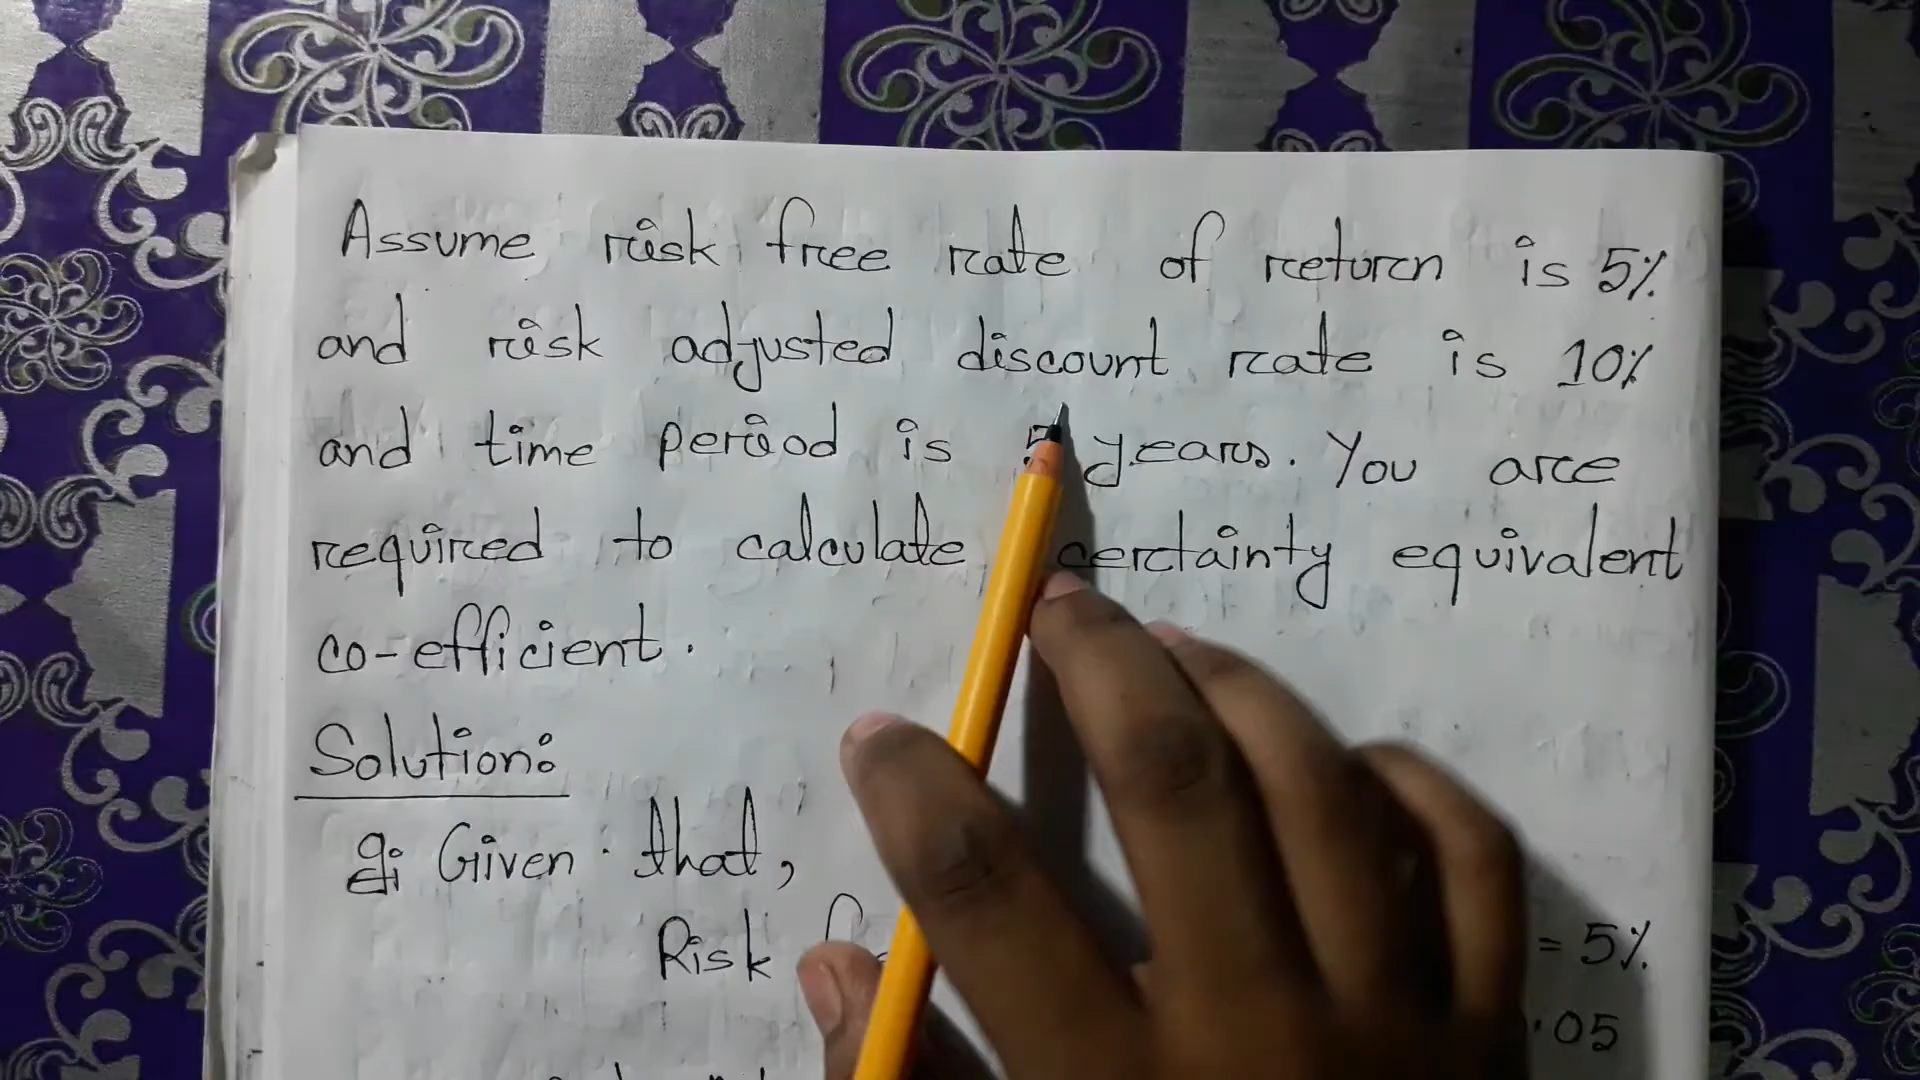 Assume risk free rate of return is 5%
and risk adjusted discount rate is 10%
and time period is 5 years. You are
required to calculate certainty equivalent
co-efficient.
Solution:
Given that,
Risk = 5%
.05